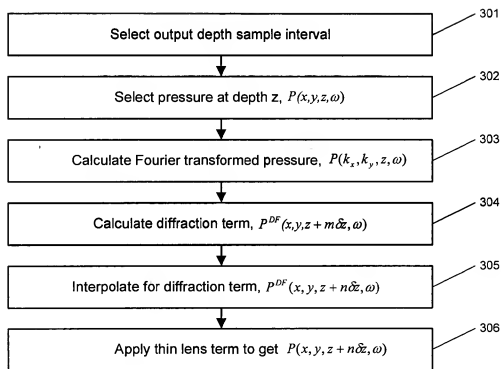 301
Select output depth sample interval
302
Select pressure at depth z, P(x,y,z,ω)
303
Calculate Fourier transformed pressure, P(kₓ,k_y,z,ω)
304
Calculate diffraction term, P^DF(x,y,z+mδz,ω)
305
Interpolate for diffraction term, P^DF(x,y,z+nδz,ω)
306
Apply thin lens term to get P(x,y,z+nδz,ω)